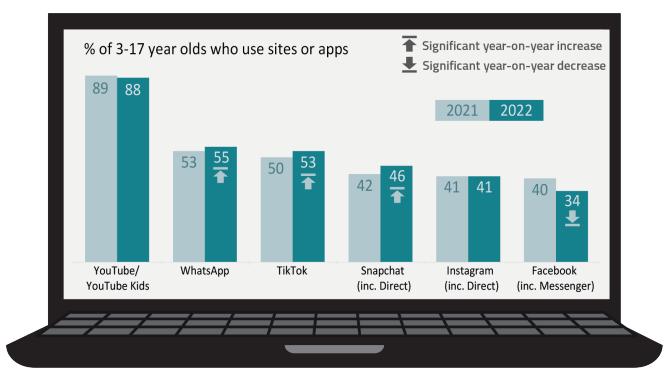 % of 3-17 year olds who use sites or apps
Significant year-on-year increase
Significant year-on-year decrease
2021 2022
89 88
53 55
50 53
42 46
41 41
40 34
YouTube/
YouTube Kids
WhatsApp
TikTok
Snapchat
(inc. Direct)
Instagram
(inc. Direct)
Facebook
(inc. Messenger)